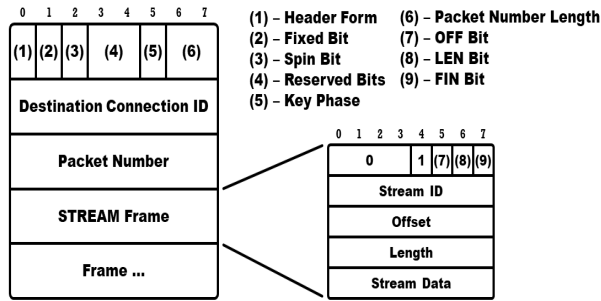 0 1 2 3 4 5 6 7
(1) (2) (3) (4) (5) (6)
Destination Connection ID
Packet Number
STREAM Frame
Frame ...
(1) – Header Form
(2) – Fixed Bit
(3) – Spin Bit
(4) – Reserved Bits
(5) – Key Phase
(6) – Packet Number Length
(7) – OFF Bit
(8) – LEN Bit
(9) – FIN Bit
0 1 2 3 4 5 6 7
0 1 (7) (8) (9)
Stream ID
Offset
Length
Stream Data